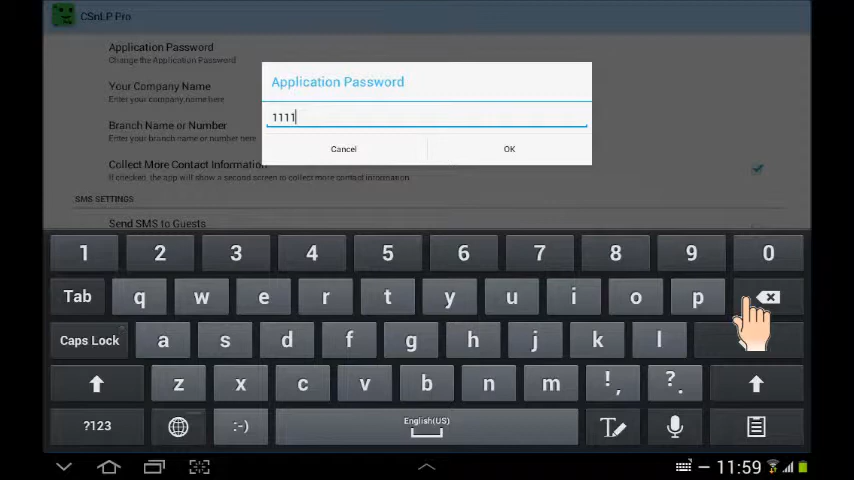 CSnLP Pro
Application Password
Change the Application Password
Your Company Name
Enter your company name here
Branch Name or Number
Enter your branch name or number here
Collect More Contact Information
If checked, the app will show a second screen to collect more contact information.
SMS SETTINGS
Send SMS to Guests
Application Password
1111
Cancel OK
1 2 3 4 5 6 7 8 9 0
Tab q w e r t y u i o p
Caps Lock a s d f g h j k l
z x c v b n m ! , ? .
?123 :-) English(US) T
11:59